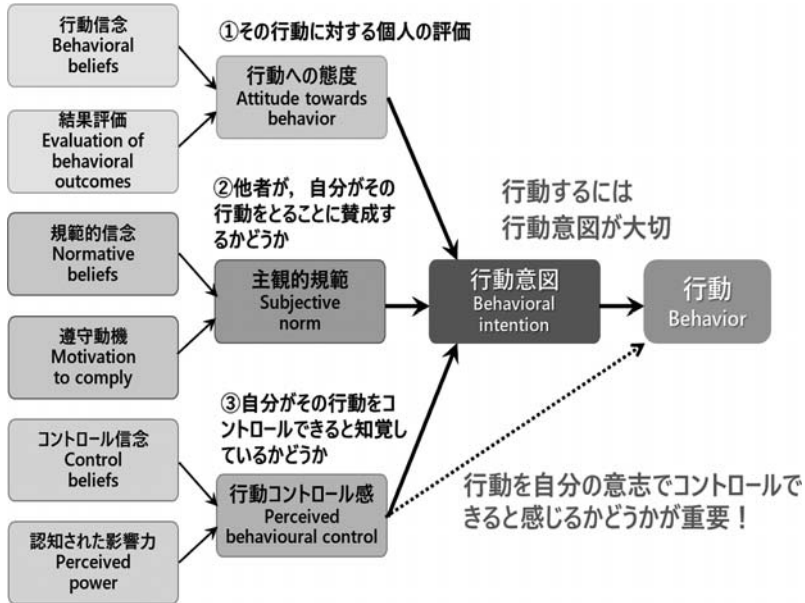 行動信念
Behavioral
beliefs
結果評価
Evaluation of
behavioral
outcomes
規範的信念
Normative
beliefs
遵守動機
Motivation
to comply
コントロール信念
Control
beliefs
認知された影響力
Perceived
power
①その行動に対する個人の評価
行動への態度
Attitude towards
behavior
②他者が，自分がその
行動をとることに賛成す
るかどうか
主観的規範
Subjective
norm
③自分がその行動をコ
ントロールできると知覚し
ているかどうか
行動コントロール感
Perceived
behavioural control
行動するには
行動意図が大切
行動意図
Behavioral
intention
行動
Behavior
行動を自分の意志でコントロールで
きると感じるかどうかが重要！